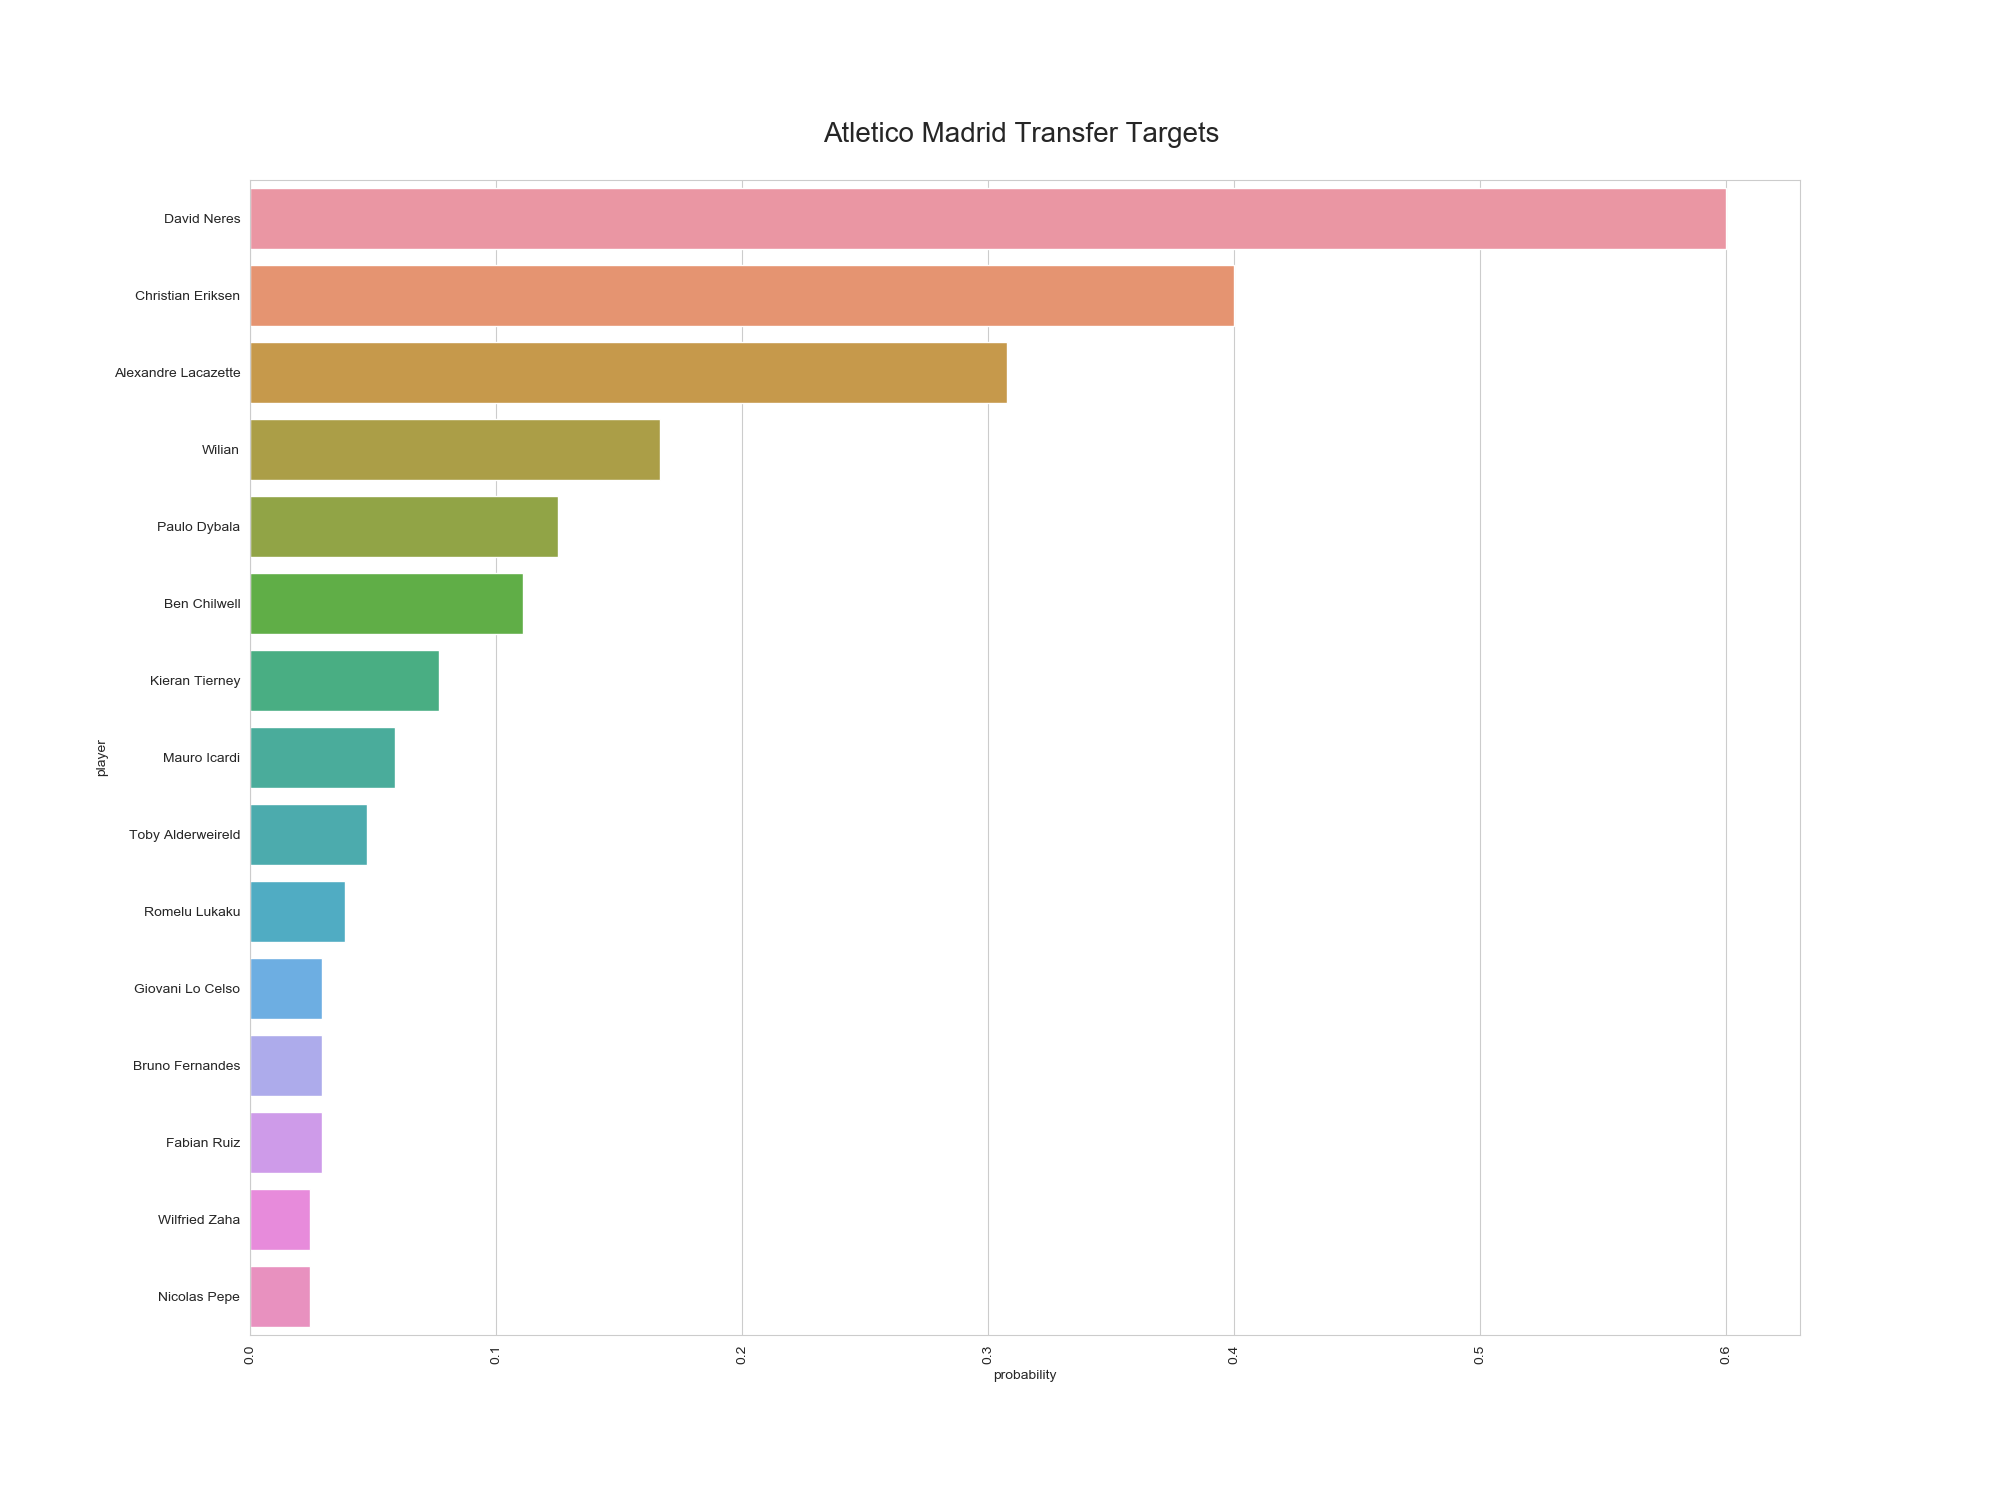 Atletico Madrid Transfer Targets
David Neres
Christian Eriksen
Alexandre Lacazette
Wilian
Paulo Dybala
Ben Chilwell
Kieran Tierney
Mauro Icardi
Toby Alderweireld
Romelu Lukaku
Giovani Lo Celso
Bruno Fernandes
Fabian Ruiz
Wilfried Zaha
Nicolas Pepe
player
0.0 0.1 0.2 0.3 0.4 0.5 0.6
probability